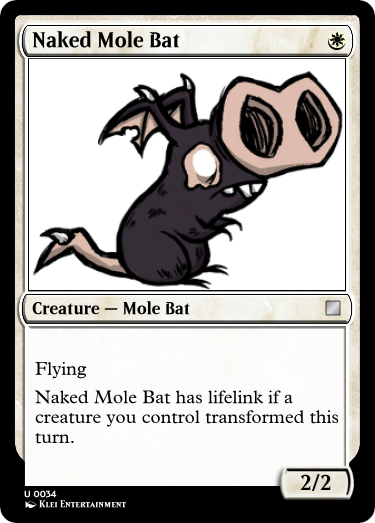 Naked Mole Bat
Creature — Mole Bat
Flying
Naked Mole Bat has lifelink if a
creature you control transformed this
turn.
2/2
U 0034
Klei Entertainment